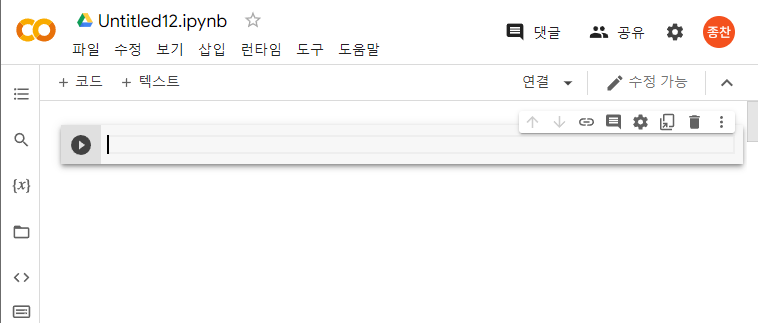 Untitled12.ipynb
댓글
공유
종찬
파일 수정 보기 삽입 런타임 도구 도움말
+ 코드 + 텍스트
연결
수정 가능
{x}